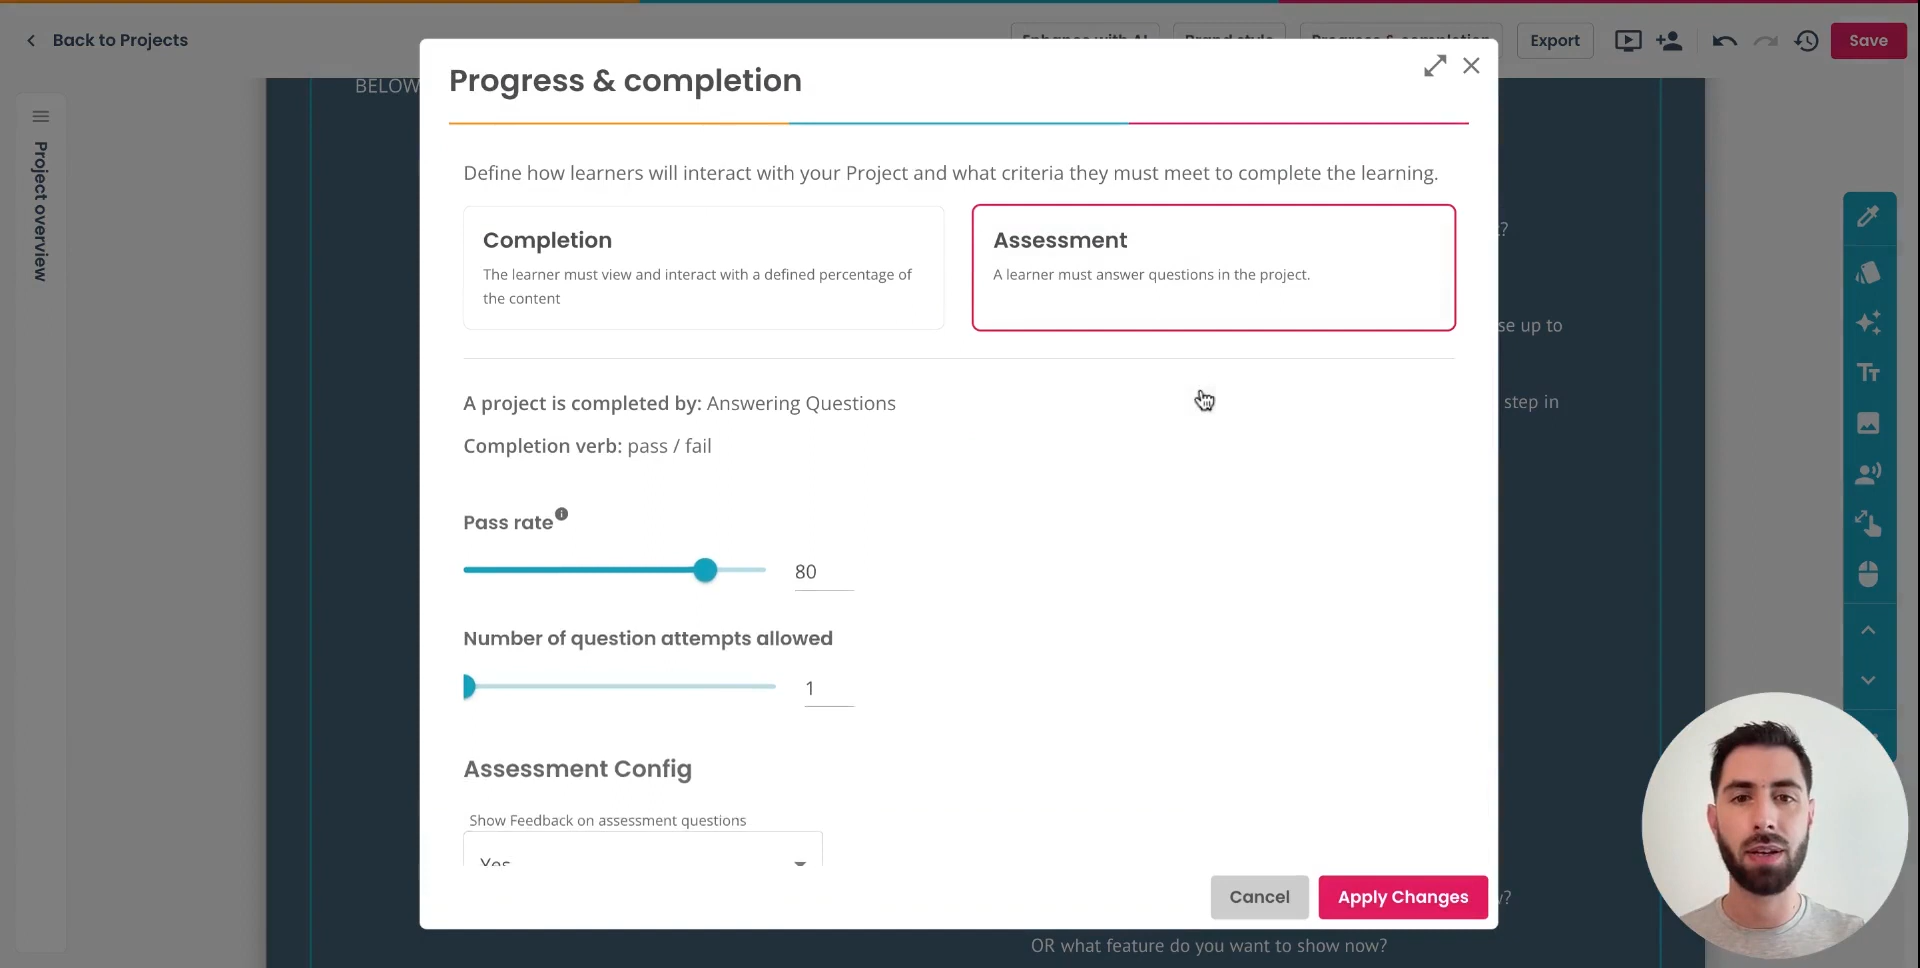 Back to Projects
Export
Save
Project overview
BELOW
Progress & completion
Define how learners will interact with your Project and what criteria they must meet to complete the learning.
Completion
The learner must view and interact with a defined percentage of
the content
Assessment
A learner must answer questions in the project.
?
se up to
step in
A project is completed by: Answering Questions
Completion verb: pass / fail
Pass rate
80
Number of question attempts allowed
1
Assessment Config
Show Feedback on assessment questions
Yes
Cancel
Apply Changes
?
OR what feature do you want to show now?